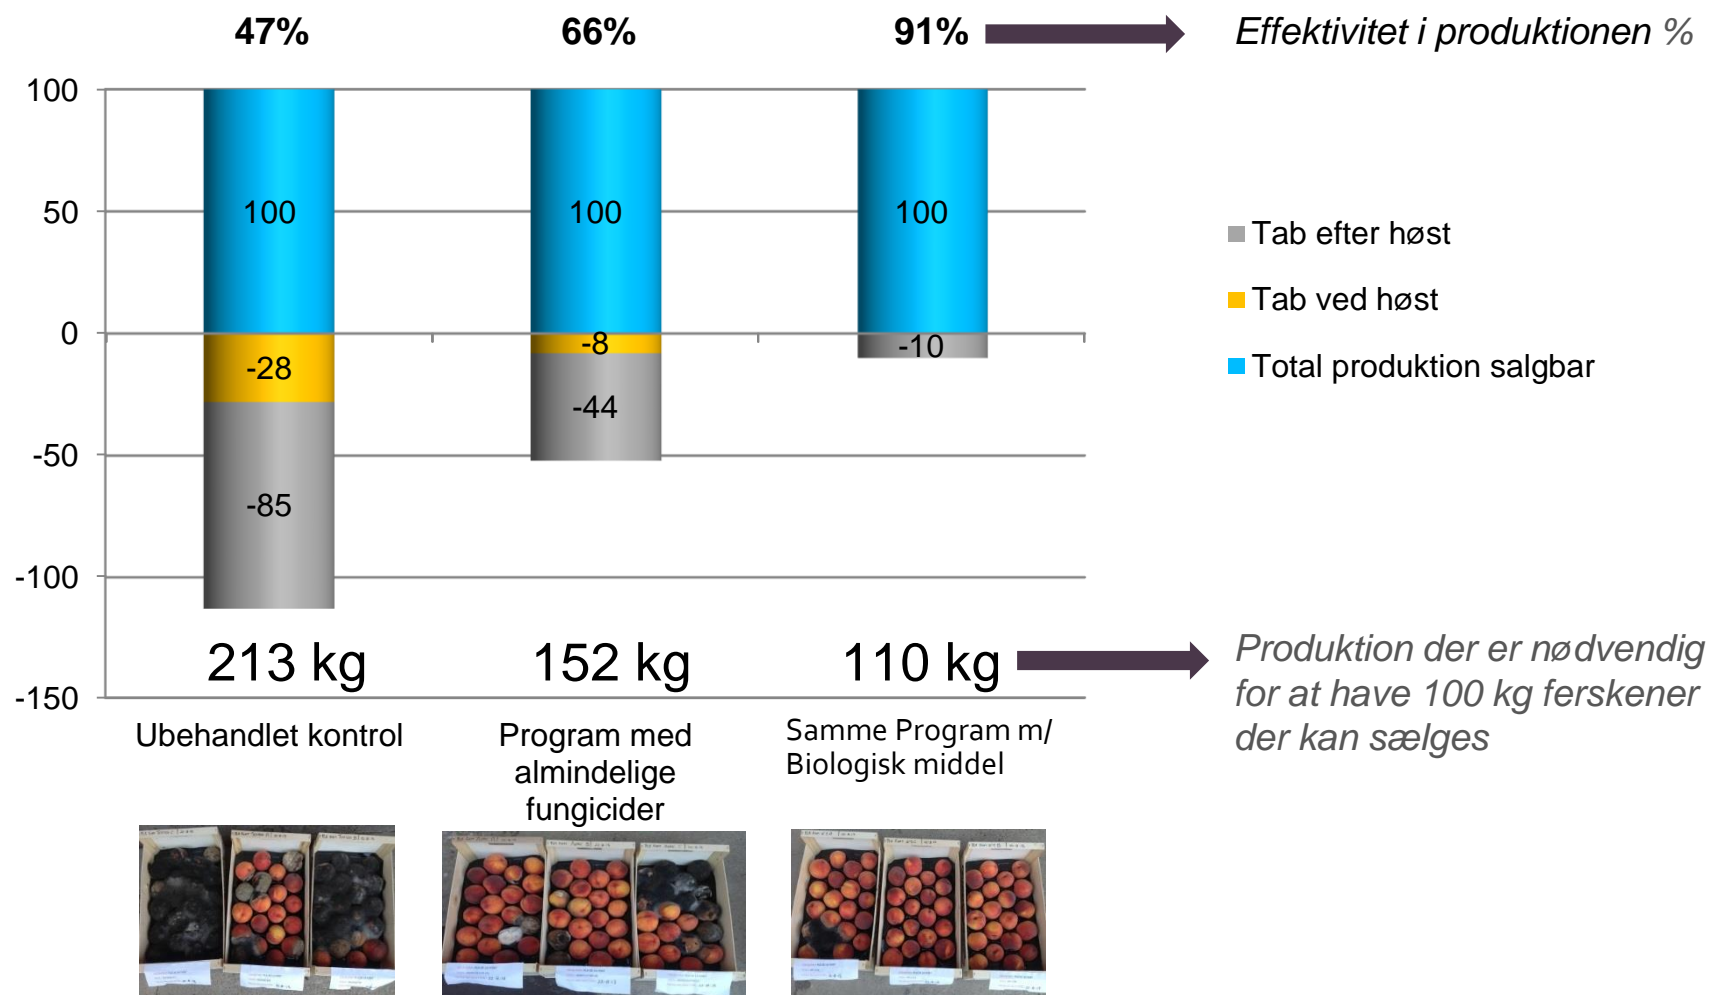 47%
66%
91%
Effektivitet i produktionen %
100
50
0
-50
-100
-150
100
100
100
-28
-8
-10
-44
-85
Tab efter høst
Tab ved høst
Total produktion salgbar
213 kg
152 kg
110 kg
Produktion der er nødvendig
for at have 100 kg ferskener
der kan sælges
Ubehandlet kontrol
Program med
almindelige
fungicider
Samme Program m/
Biologisk middel